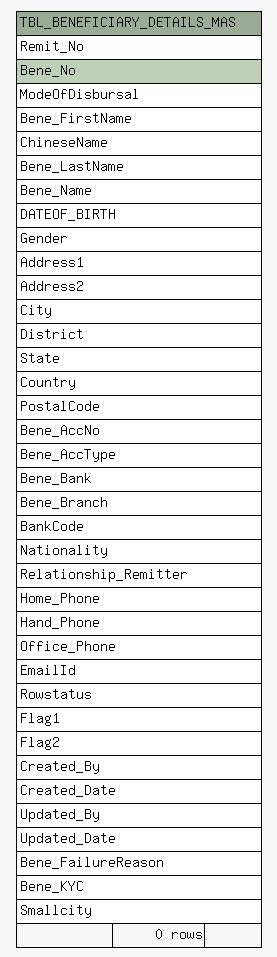 TBL_BENEFICIARY_DETAILS_MAS
Remit_No
Bene_No
ModeOfDisbursal
Bene_FirstName
ChineseName
Bene_LastName
Bene_Name
DATEOF_BIRTH
Gender
Address1
Address2
City
District
State
Country
PostalCode
Bene_AccNo
Bene_AccType
Bene_Bank
Bene_Branch
BankCode
Nationality
Relationship_Remitter
Home_Phone
Hand_Phone
Office_Phone
EmailId
Rowstatus
Flag1
Flag2
Created_By
Created_Date
Updated_By
Updated_Date
Bene_FailureReason
Bene_KYC
Smallcity
0 rows